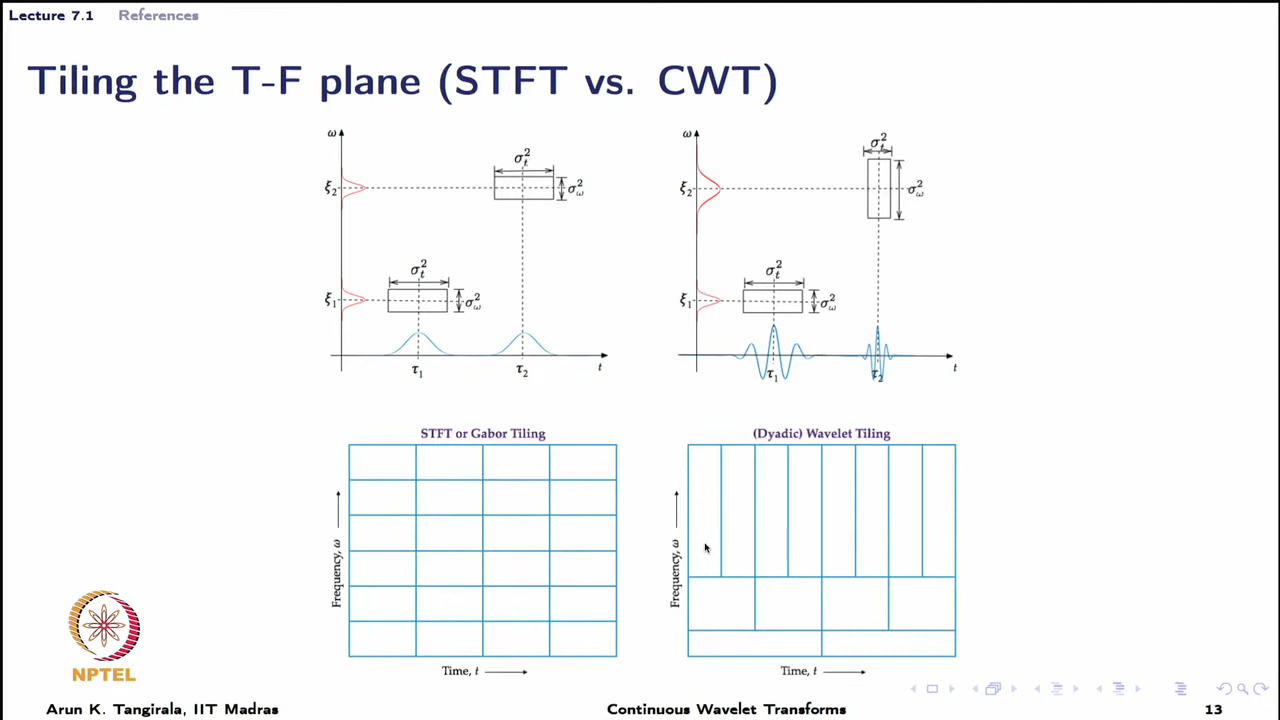 Lecture 7.1 References
Tiling the T-F plane (STFT vs. CWT)
ω
σ_t^2
ξ_2
σ_ω^2
σ_t^2
ξ_1
σ_ω^2
τ_1
τ_2
t
ω
σ_t^2
ξ_2
σ_ω^2
σ_t^2
ξ_1
σ_ω^2
τ_1
τ_2
t
STFT or Gabor Tiling
Frequency, ω
Time, t
(Dyadic) Wavelet Tiling
Frequency, ω
Time, t
NPTEL
Arun K. Tangirala, IIT Madras
Continuous Wavelet Transforms
13